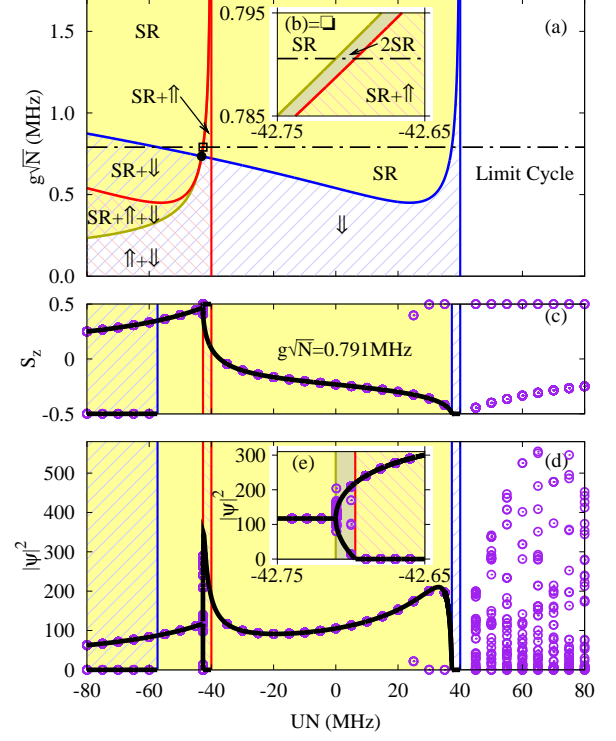 SR
0.795
(b)=
(a)
SR
2SR
1.5
SR+⇑
SR+⇑
0.785
-42.75
-42.65
1.0
g√N (MHz)
SR+⇓
SR
Limit Cycle
0.5
SR+⇑+⇓
⇓
⇑+⇓
0.0
0.5
(c)
S_z
0
g√N=0.791MHz
-0.5
500
400
300
200
100
0
|ψ|²
(e)
(d)
300
200
100
0
|ψ|²
-42.75
-42.65
-80
-60
-40
-20
0
20
40
60
80
UN (MHz)